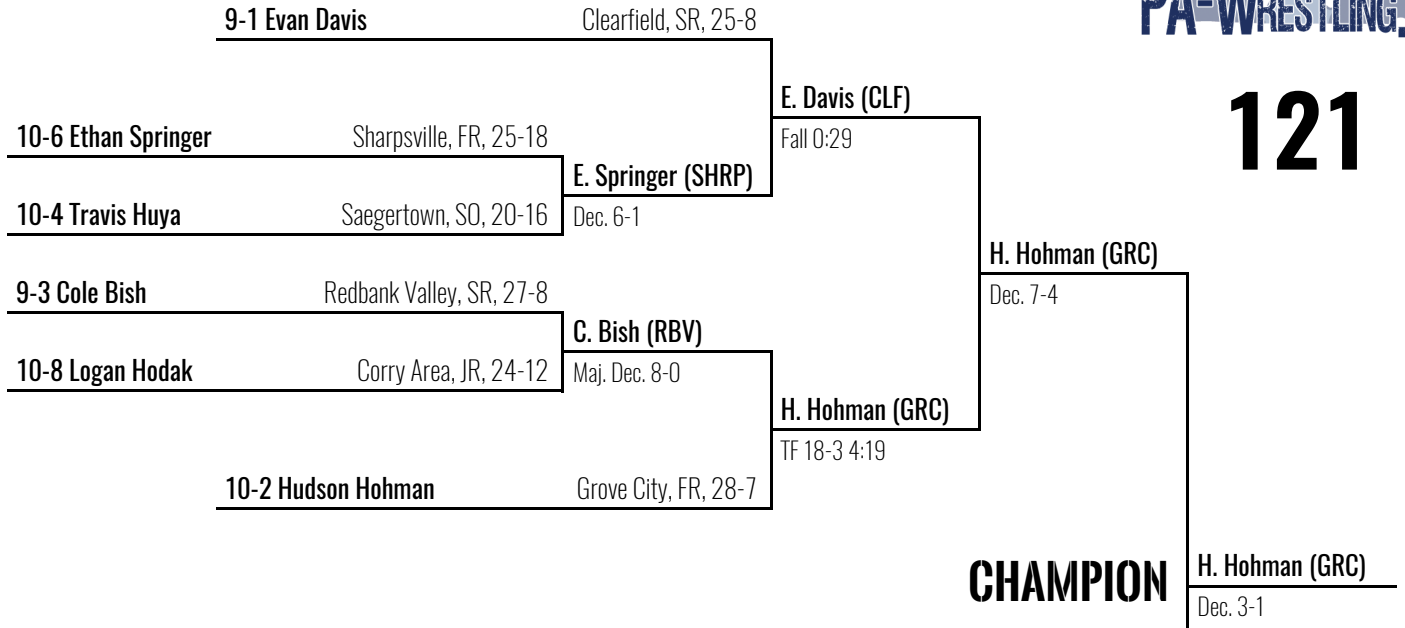 9-1 Evan Davis Clearfield, SR, 25-8
PA-WRESTLING.
121
E. Davis (CLF)
Fall 0:29
10-6 Ethan Springer Sharpsville, FR, 25-18
E. Springer (SHRP)
Dec. 6-1
10-4 Travis Huya Saegertown, SO, 20-16
H. Hohman (GRC)
Dec. 7-4
9-3 Cole Bish Redbank Valley, SR, 27-8
C. Bish (RBV)
Maj. Dec. 8-0
10-8 Logan Hodak Corry Area, JR, 24-12
H. Hohman (GRC)
TF 18-3 4:19
10-2 Hudson Hohman Grove City, FR, 28-7
CHAMPION
H. Hohman (GRC)
Dec. 3-1